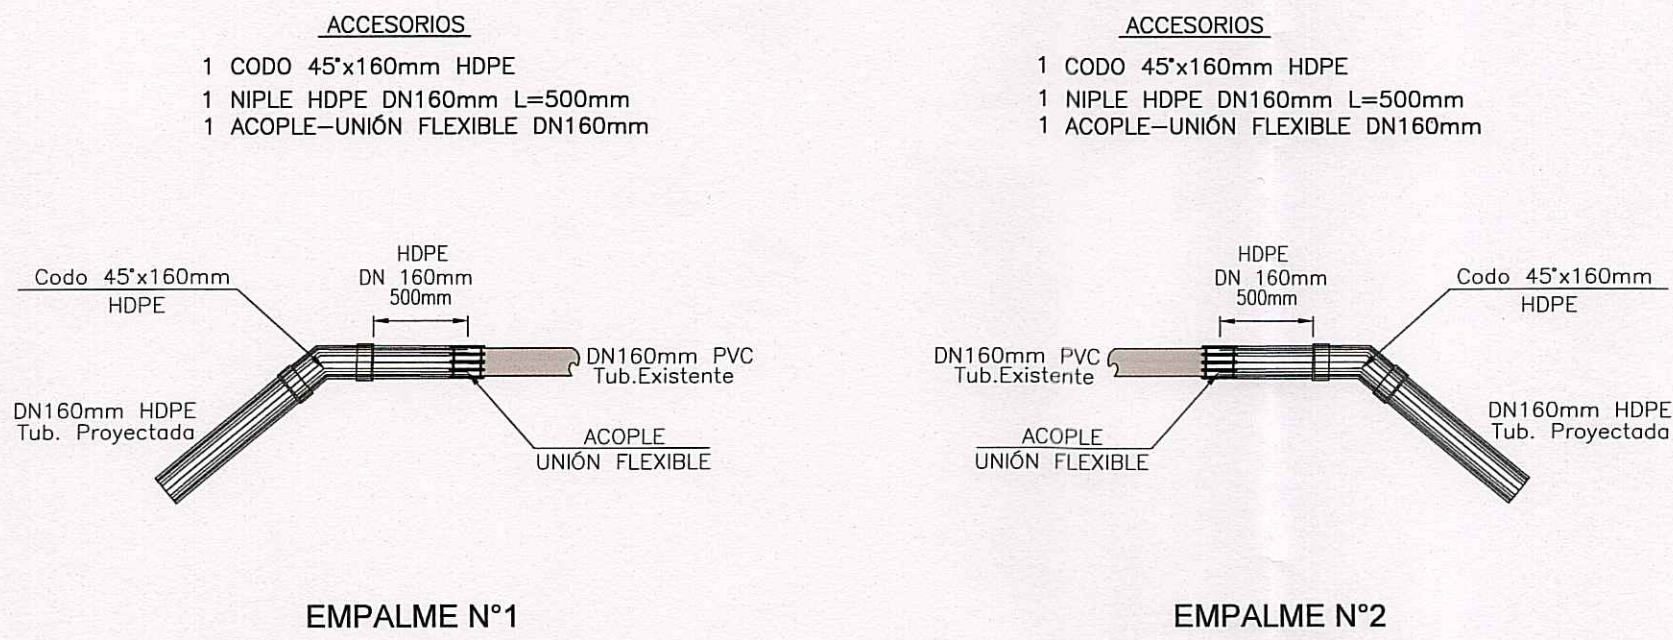 ACCESORIOS
1 CODO 45°x160mm HDPE
1 NIPLE HDPE DN160mm L=500mm
1 ACOPLE-UNIÓN FLEXIBLE DN160mm
HDPE
DN 160mm
500mm
Codo 45°x160mm
HDPE
DN160mm PVC
Tub.Existente
DN160mm HDPE
Tub. Proyectada
ACOPLE
UNIÓN FLEXIBLE
EMPALME N°1
ACCESORIOS
1 CODO 45°x160mm HDPE
1 NIPLE HDPE DN160mm L=500mm
1 ACOPLE-UNIÓN FLEXIBLE DN160mm
HDPE
DN 160mm
500mm
Codo 45°x160mm
HDPE
DN160mm PVC
Tub.Existente
DN160mm HDPE
Tub. Proyectada
ACOPLE
UNIÓN FLEXIBLE
EMPALME N°2